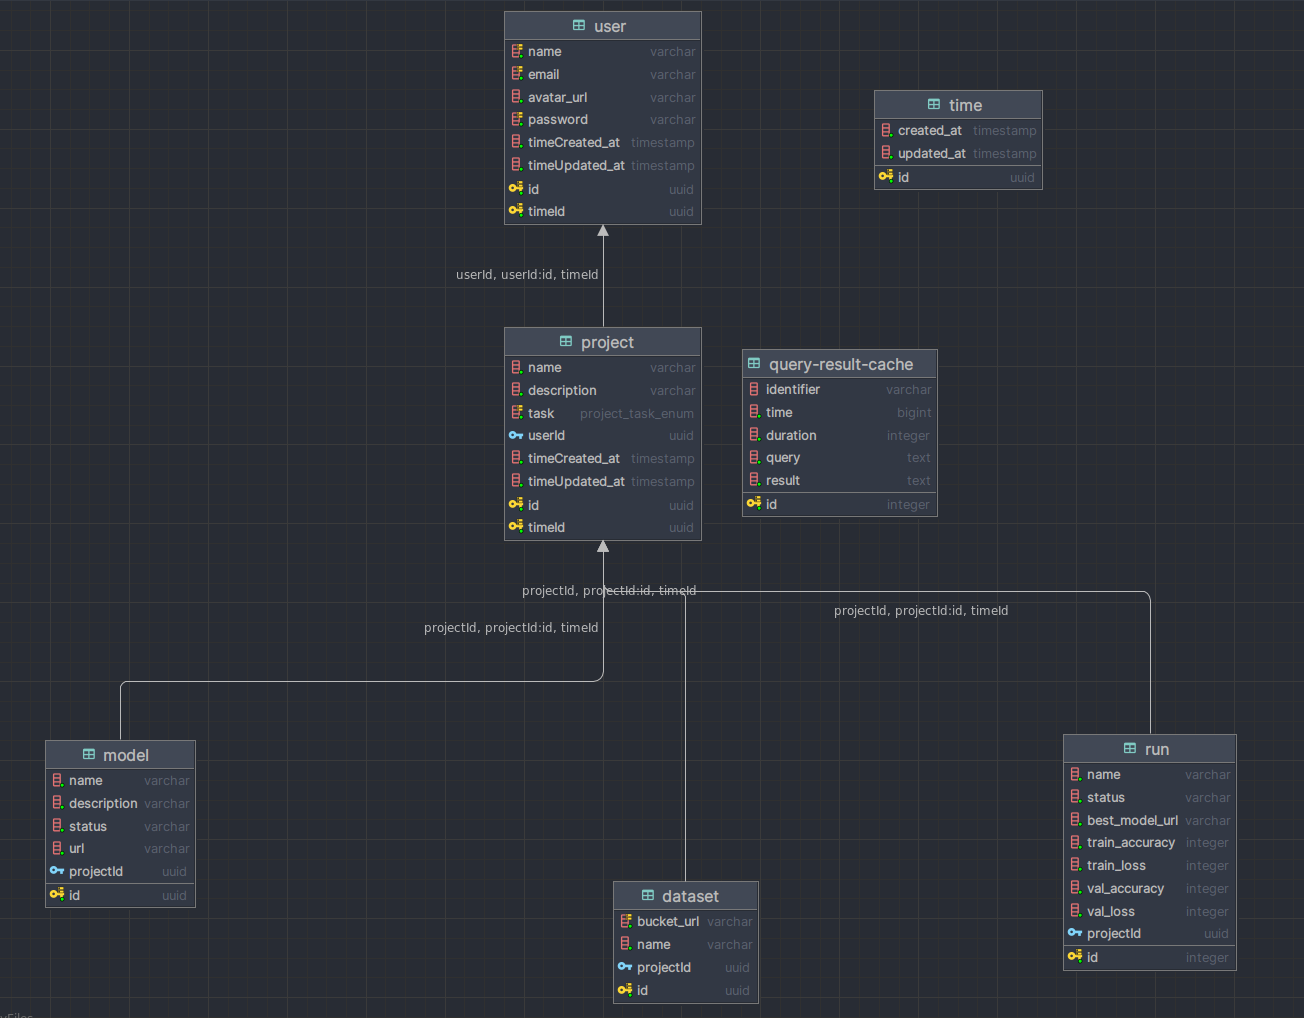 user
name varchar
email varchar
avatar_url varchar
password varchar
timeCreated_at timestamp
timeUpdated_at timestamp
id uuid
timeId uuid
time
created_at timestamp
updated_at timestamp
id uuid
userId, userId:id, timeId
project
name varchar
description varchar
task project_task_enum
userId uuid
timeCreated_at timestamp
timeUpdated_at timestamp
id uuid
timeId uuid
query-result-cache
identifier varchar
time bigint
duration integer
query text
result text
id integer
projectId, projectId:id, timeId
projectId, projectId:id, timeId
projectId, projectId:id, timeId
model
name varchar
description varchar
status varchar
url varchar
projectId uuid
id uuid
dataset
bucket_url varchar
name varchar
projectId uuid
id uuid
run
name varchar
status varchar
best_model_url varchar
train_accuracy integer
train_loss integer
val_accuracy integer
val_loss integer
projectId uuid
id integer